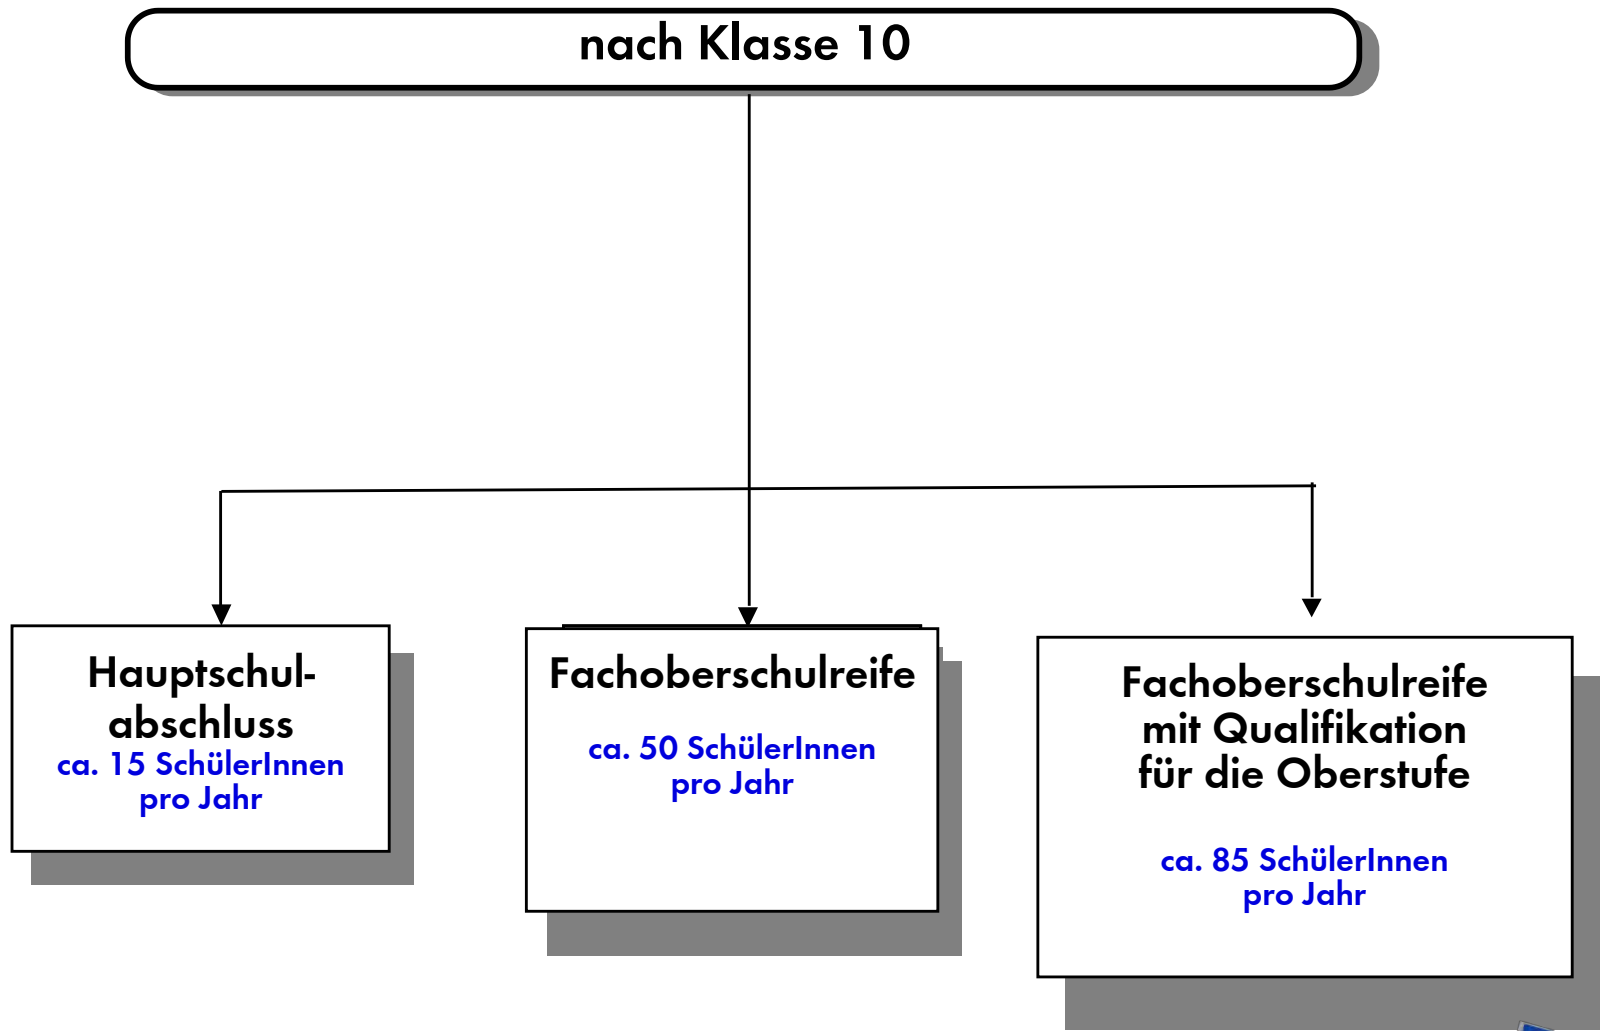 nach Klasse 10
Hauptschul-
abschluss
ca. 15 SchülerInnen
pro Jahr
Fachoberschulreife
ca. 50 SchülerInnen
pro Jahr
Fachoberschulreife
mit Qualifikation
für die Oberstufe
ca. 85 SchülerInnen
pro Jahr